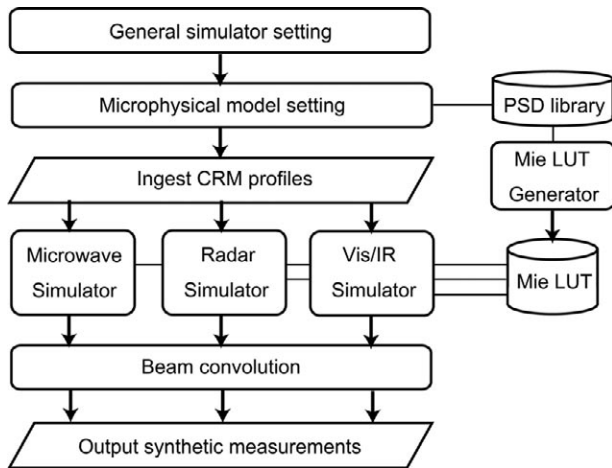 General simulator setting
Microphysical model setting
PSD library
Ingest CRM profiles
Mie LUT
Generator
Microwave
Simulator
Radar
Simulator
Vis/IR
Simulator
Mie LUT
Beam convolution
Output synthetic measurements